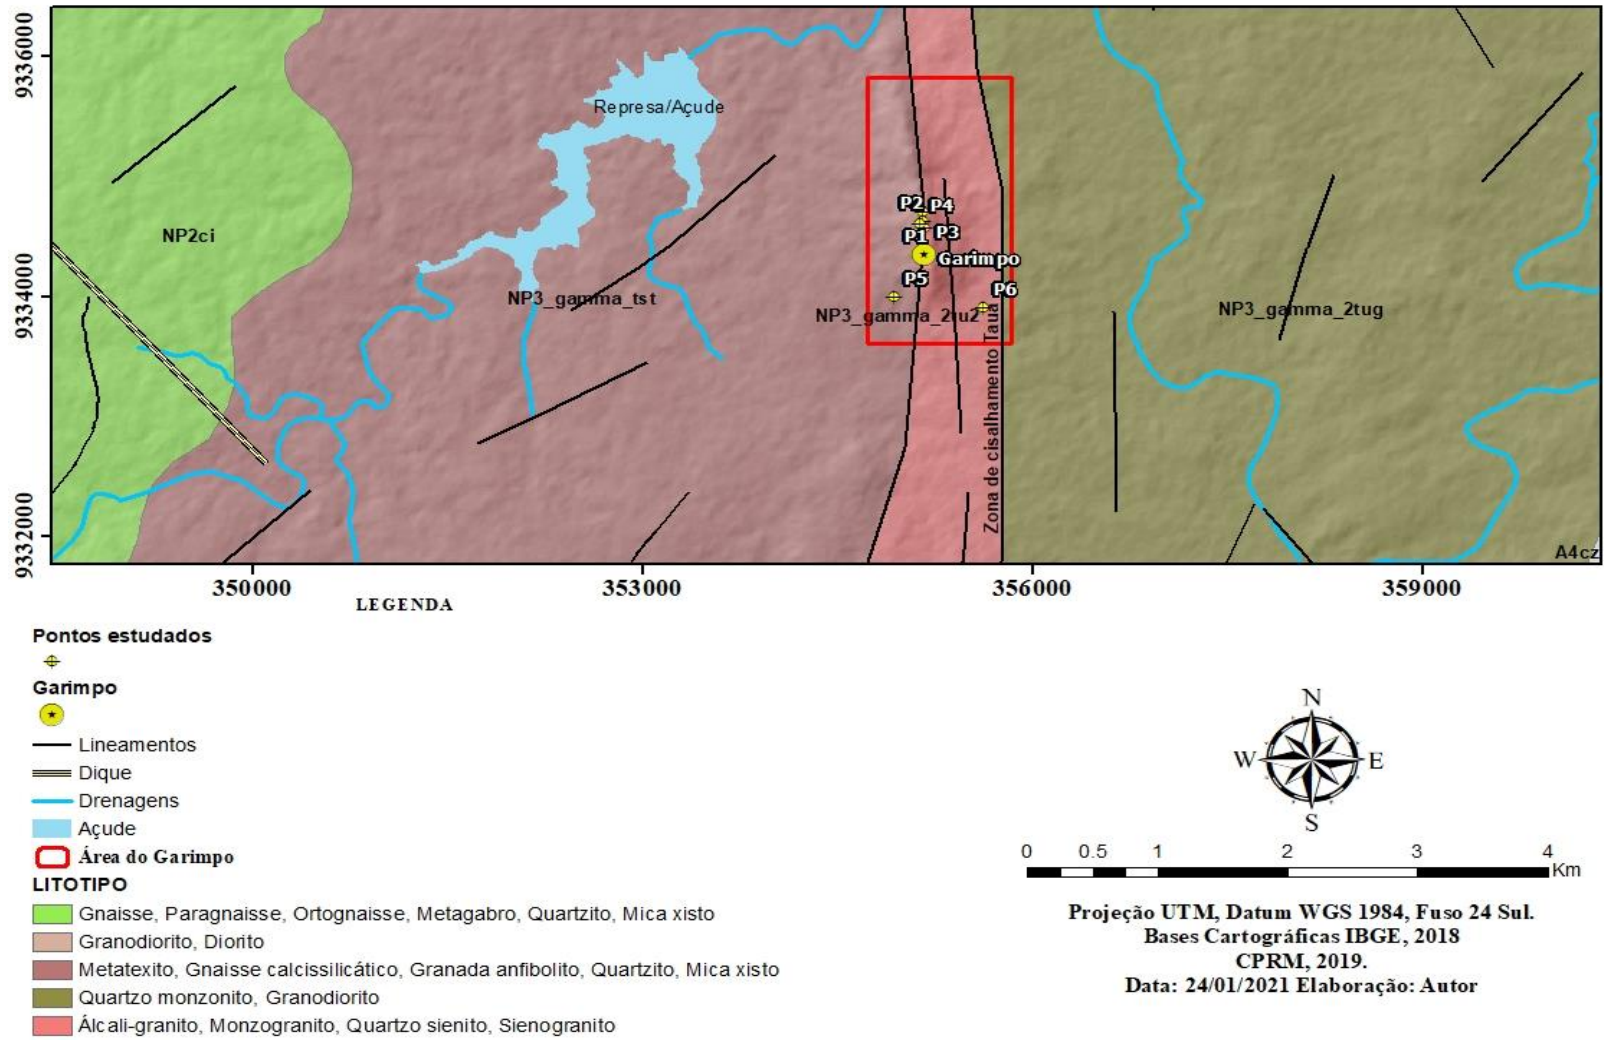 9336000
9334000
9332000
Represa/Açude
NP2ci
P2 P4
P1 P3
Garimpo
P5
P6
NP3_gamma_tst
NP3_gamma_2tu2
NP3_gamma_2tug
Zona de cisalhamento Tauá
A4cz
350000 353000 356000 359000
LEGENDA
Pontos estudados
Garimpo
Lineamentos
Dique
Drenagens
Açude
Área do Garimpo
LITOTIPO
Gnaisse, Paragnaisse, Ortognaisse, Metagabro, Quartzito, Mica xisto
Granodiorito, Diorito
Metatexito, Gnaisse calcissilicático, Granada anfibolito, Quartzito, Mica xisto
Quartzo monzonito, Granodiorito
Álcali-granito, Monzogranito, Quartzo sienito, Sienogranito
N
W E
S
0 0.5 1 2 3 4
Km
Projeção UTM, Datum WGS 1984, Fuso 24 Sul.
Bases Cartográficas IBGE, 2018
CPRM, 2019.
Data: 24/01/2021 Elaboração: Autor